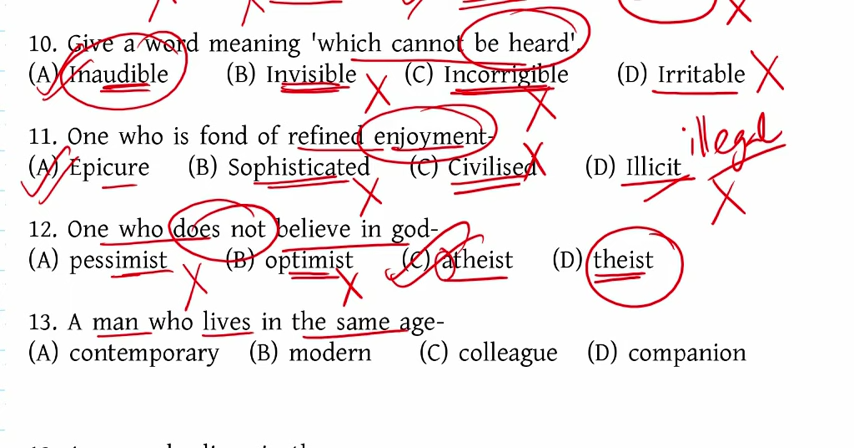 10. Give a word meaning 'which cannot be heard'.
(A) Inaudible (B) Invisible (C) Incorrigible (D) Irritable
illegal
11. One who is fond of refined enjoyment-
(A) Epicure (B) Sophisticated (C) Civilised (D) Illicit
12. One who does not believe in god-
(A) pessimist (B) optimist (C) atheist (D) theist
13. A man who lives in the same age-
(A) contemporary (B) modern (C) colleague (D) companion